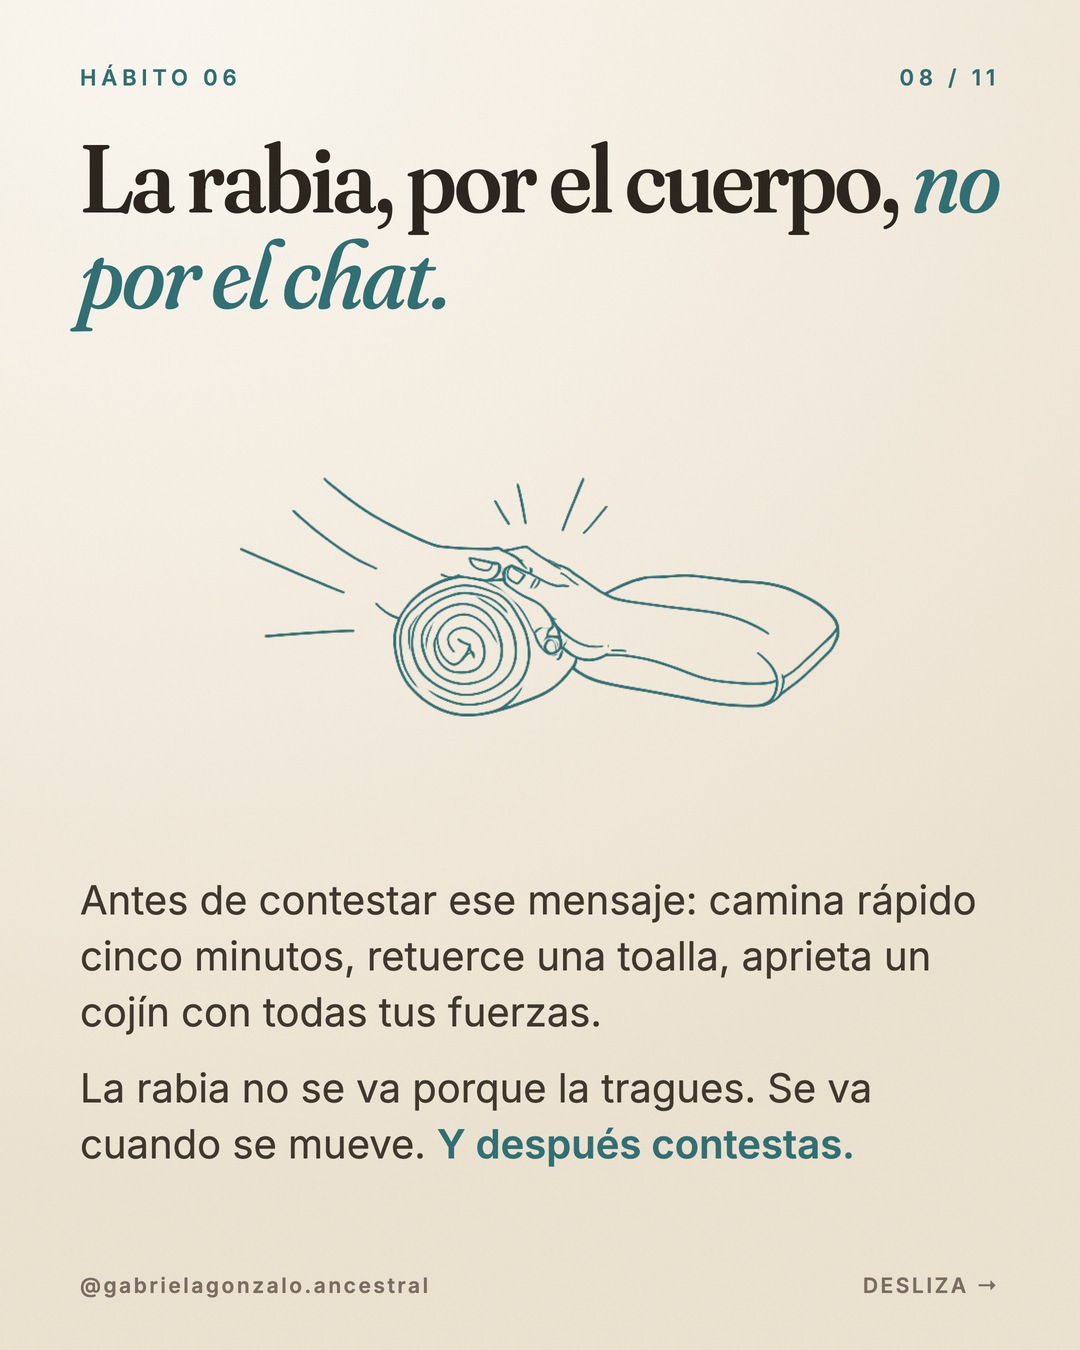 HÁBITO 06
08 / 11
La rabia, por el cuerpo, no
por el chat.
Antes de contestar ese mensaje: camina rápido
cinco minutos, retuerce una toalla, aprieta un
cojín con todas tus fuerzas.
La rabia no se va porque la tragues. Se va
cuando se mueve. Y después contestas.
@gabrielagonzalo.ancestral
DESLIZA →